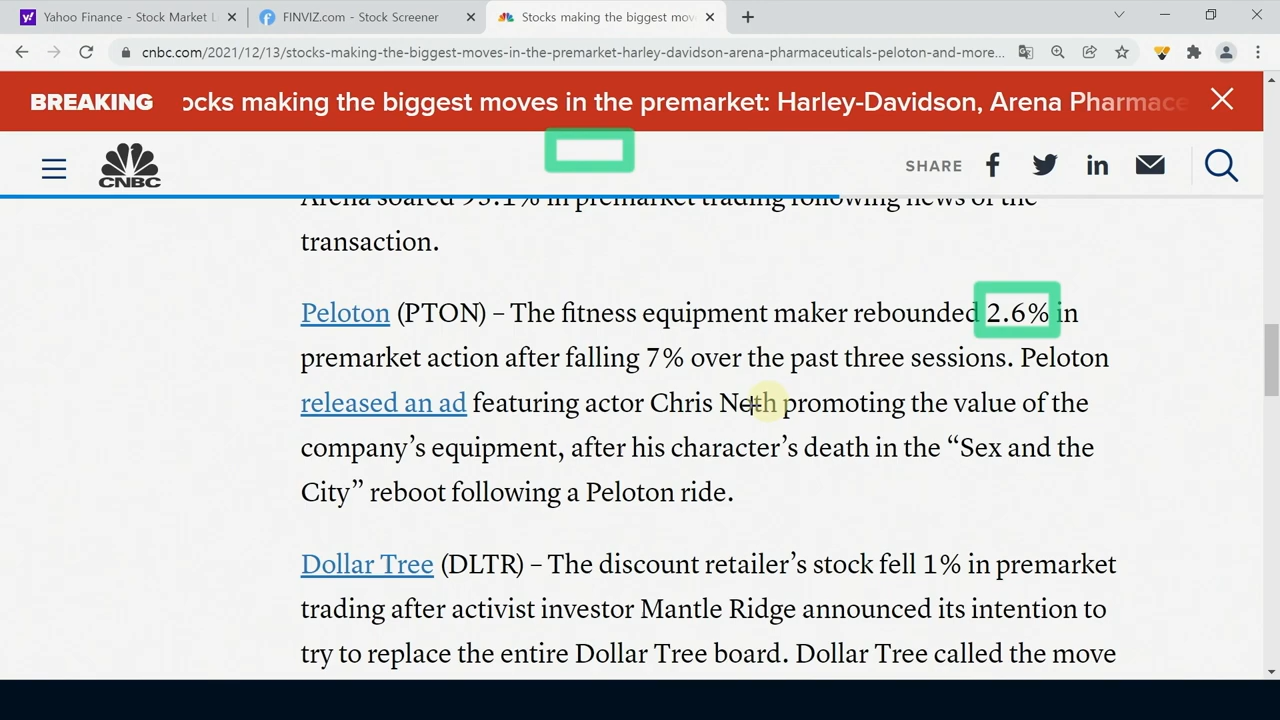 Yahoo Finance - Stock Market L
FINVIZ.com - Stock Screener
Stocks making the biggest mov
cnbc.com/2021/12/13/stocks-making-the-biggest-moves-in-the-premarket-harley-davidson-arena-pharmaceuticals-peloton-and-more...
BREAKING ocks making the biggest moves in the premarket: Harley-Davidson, Arena Pharmace
CNBC
SHARE
Arena soared 95.1% in premarket trading following news of the
transaction.
Peloton (PTON) – The fitness equipment maker rebounded 2.6% in
premarket action after falling 7% over the past three sessions. Peloton
released an ad featuring actor Chris Noth promoting the value of the
company’s equipment, after his character’s death in the “Sex and the
City” reboot following a Peloton ride.
Dollar Tree (DLTR) – The discount retailer’s stock fell 1% in premarket
trading after activist investor Mantle Ridge announced its intention to
try to replace the entire Dollar Tree board. Dollar Tree called the move